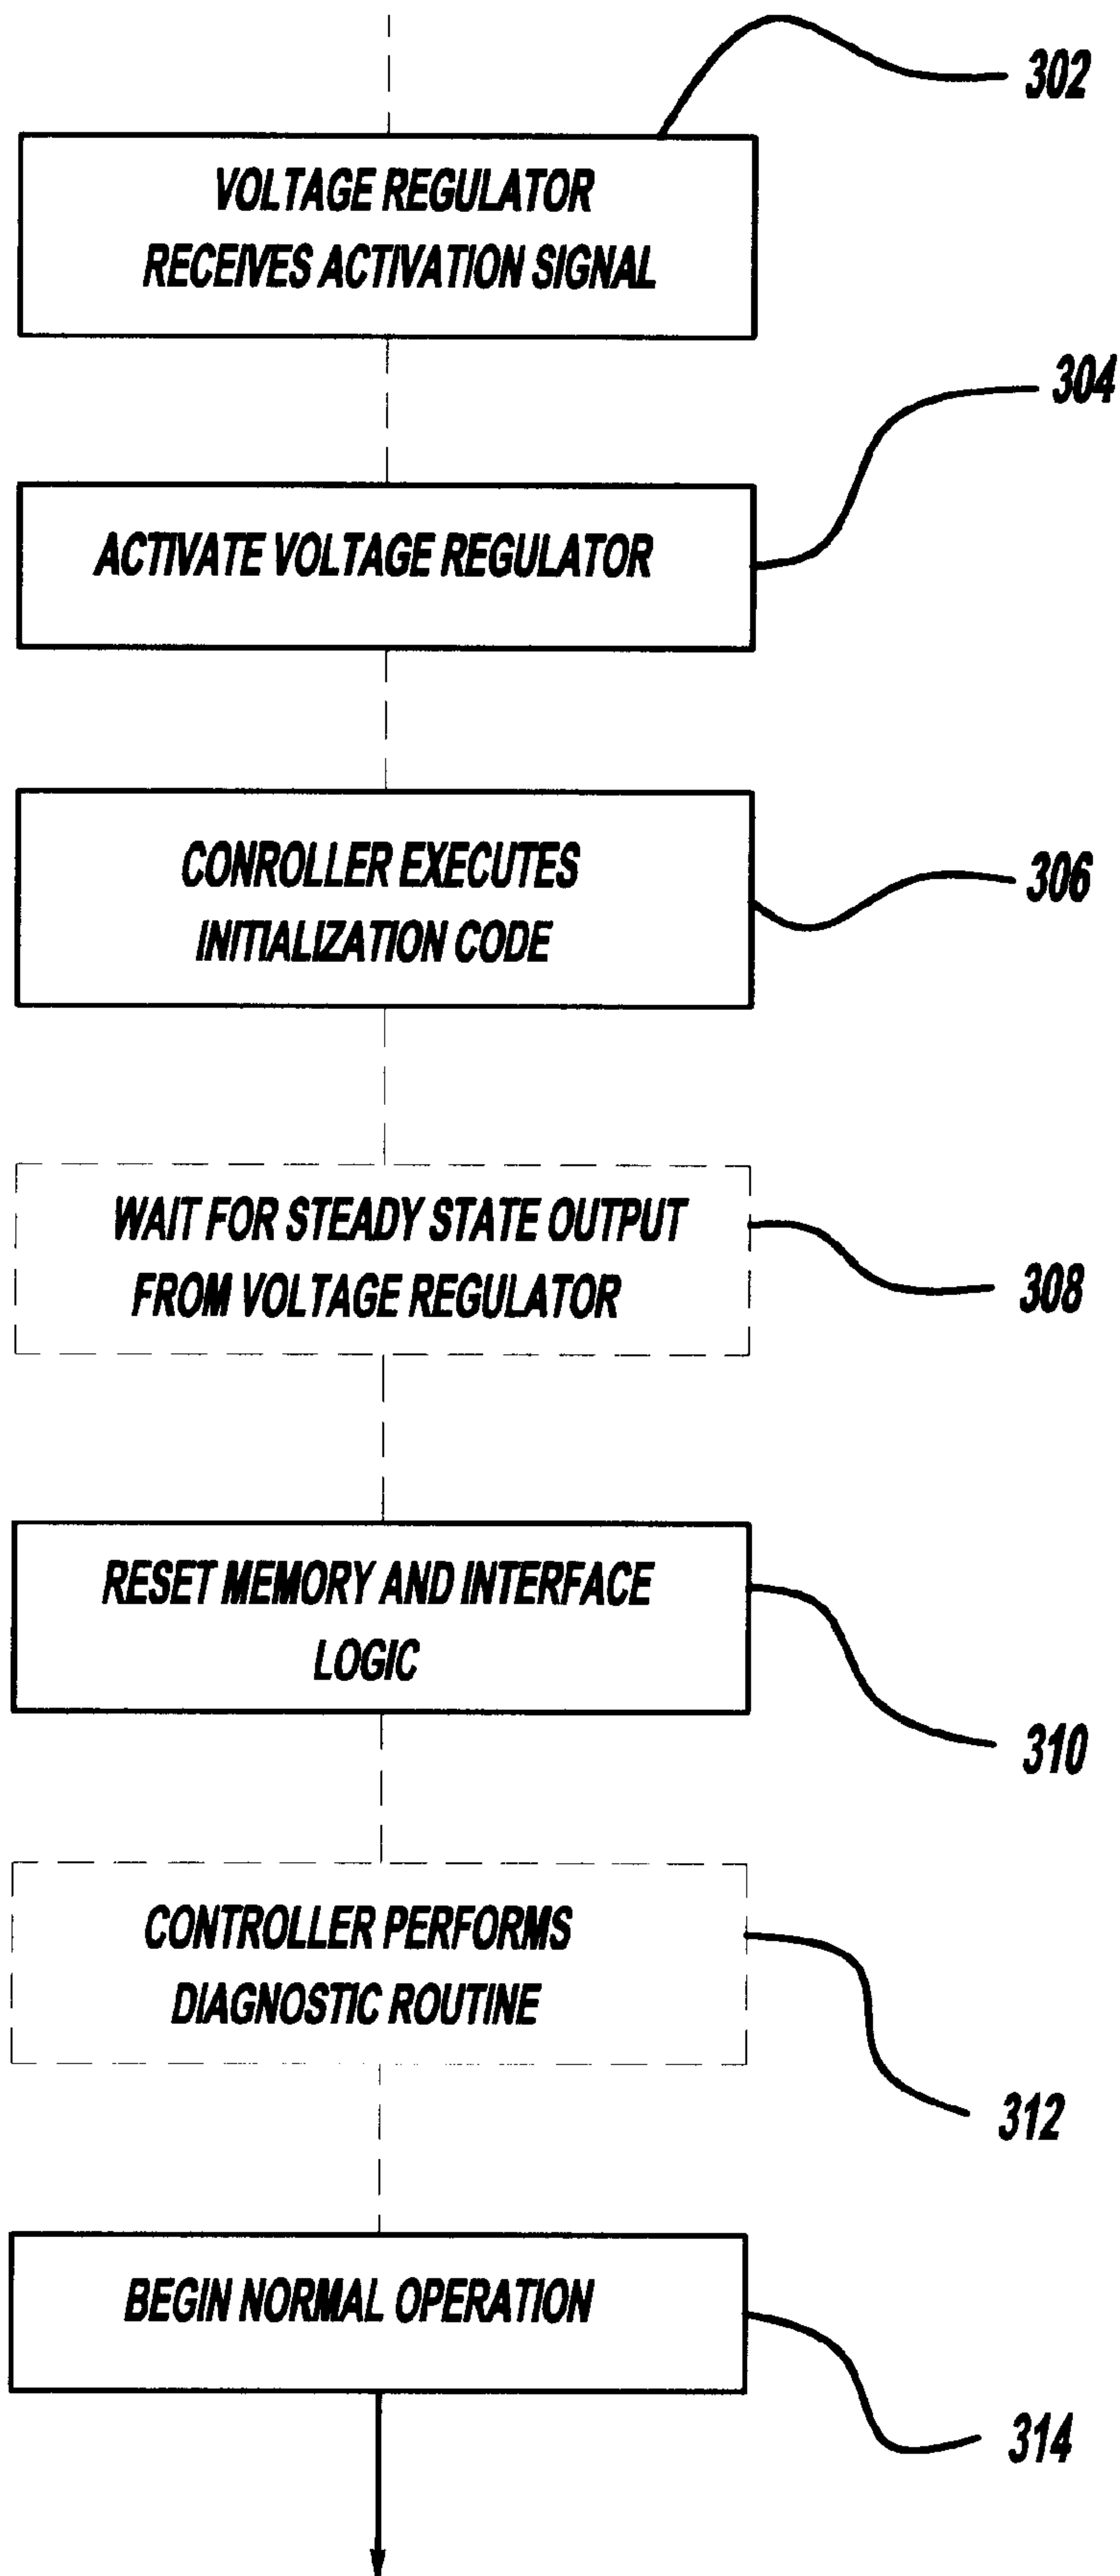 302
VOLTAGE REGULATOR
RECEIVES ACTIVATION SIGNAL
304
ACTIVATE VOLTAGE REGULATOR
CONROLLER EXECUTES
INITIALIZATION CODE
306
WAIT FOR STEADY STATE OUTPUT
FROM VOLTAGE REGULATOR
308
RESET MEMORY AND INTERFACE
LOGIC
310
CONTROLLER PERFORMS
DIAGNOSTIC ROUTINE
312
BEGIN NORMAL OPERATION
314